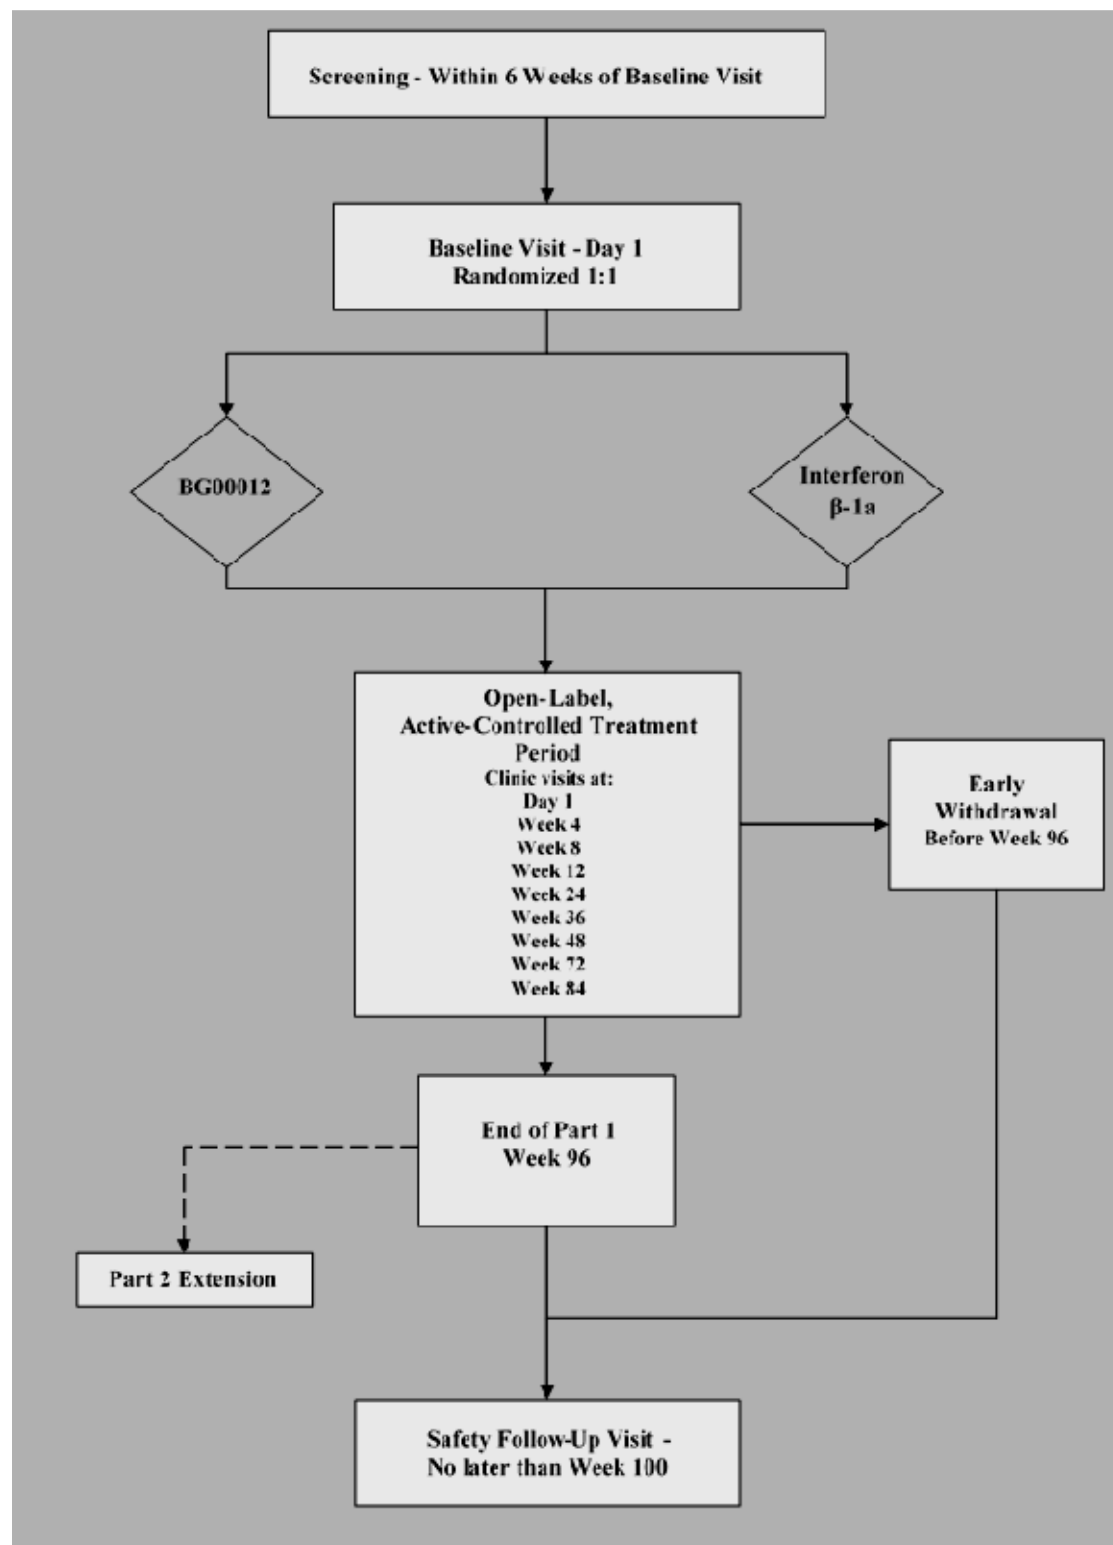 Screening - Within 6 Weeks of Baseline Visit
Baseline Visit - Day 1
Randomized 1:1
BG00012
Interferon
β-1a
Open-Label,
Active-Controlled Treatment
Period
Clinic visits at:
Day 1
Week 4
Week 8
Week 12
Week 24
Week 36
Week 48
Week 72
Week 84
Early
Withdrawal
Before Week 96
End of Part 1
Week 96
Part 2 Extension
Safety Follow-Up Visit -
No later than Week 100